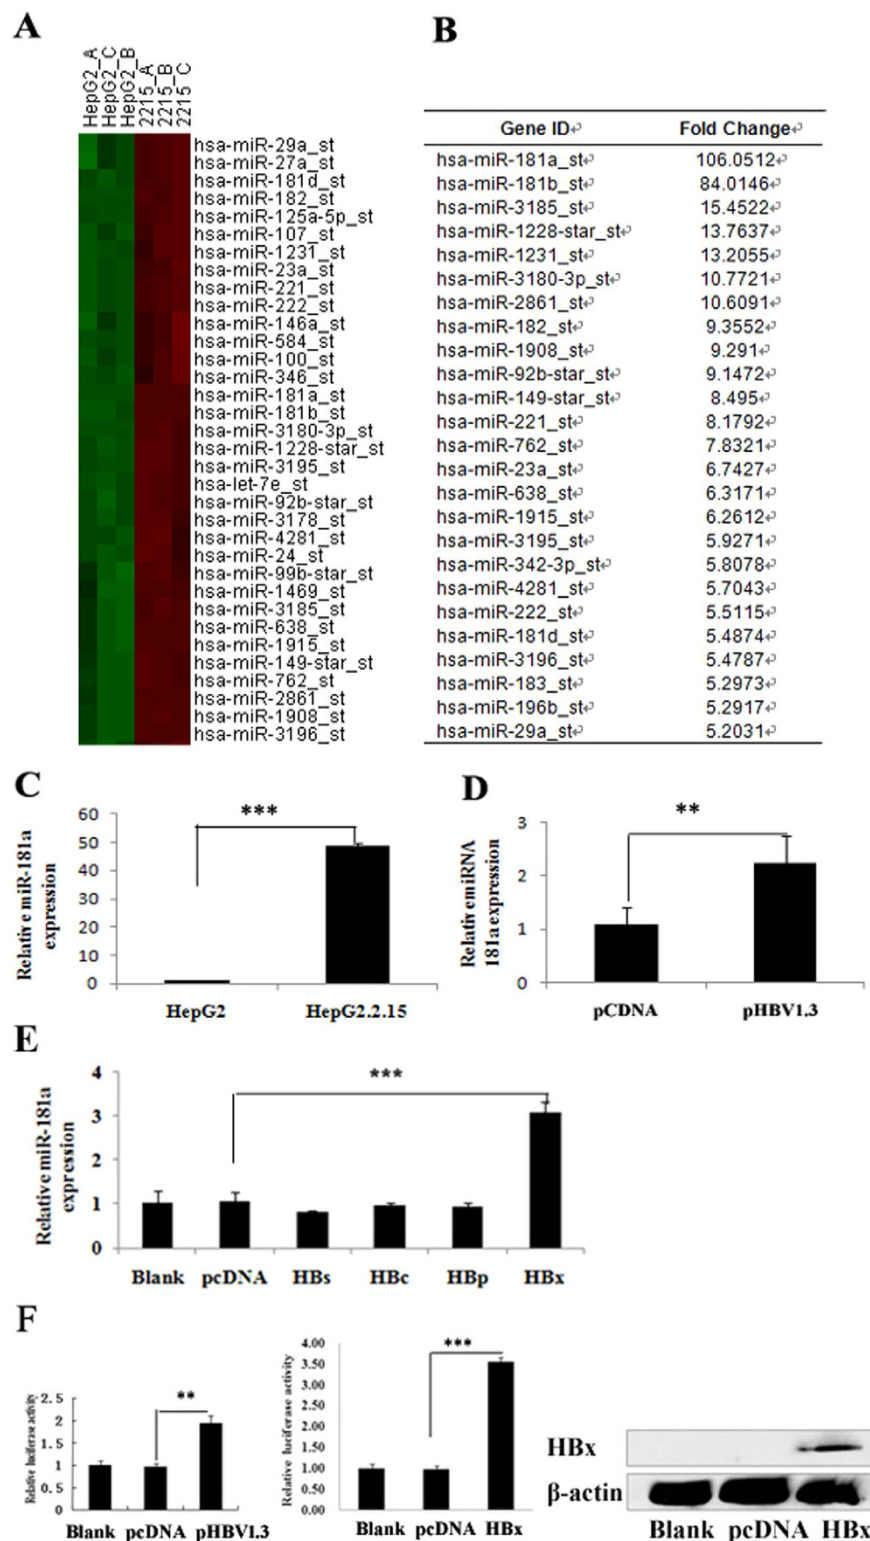 A
HepG2_A
HepG2_C
HepG2_B
2215_A
2215_B
2215_C
hsa-miR-29a_st
hsa-miR-27a_st
hsa-miR-181d_st
hsa-miR-182_st
hsa-miR-125a-5p_st
hsa-miR-107_st
hsa-miR-1231_st
hsa-miR-23a_st
hsa-miR-221_st
hsa-miR-222_st
hsa-miR-146a_st
hsa-miR-584_st
hsa-miR-100_st
hsa-miR-346_st
hsa-miR-181a_st
hsa-miR-181b_st
hsa-miR-3180-3p_st
hsa-miR-1228-star_st
hsa-miR-3195_st
hsa-let-7e_st
hsa-miR-92b-star_st
hsa-miR-3178_st
hsa-miR-4281_st
hsa-miR-24_st
hsa-miR-99b-star_st
hsa-miR-1469_st
hsa-miR-3185_st
hsa-miR-638_st
hsa-miR-1915_st
hsa-miR-149-star_st
hsa-miR-762_st
hsa-miR-2861_st
hsa-miR-1908_st
hsa-miR-3196_st
B
Gene ID↵ Fold Change↵
hsa-miR-181a_st↵ 106.0512↵
hsa-miR-181b_st↵ 84.0146↵
hsa-miR-3185_st↵ 15.4522↵
hsa-miR-1228-star_st↵ 13.7637↵
hsa-miR-1231_st↵ 13.2055↵
hsa-miR-3180-3p_st↵ 10.7721↵
hsa-miR-2861_st↵ 10.6091↵
hsa-miR-182_st↵ 9.3552↵
hsa-miR-1908_st↵ 9.291↵
hsa-miR-92b-star_st↵ 9.1472↵
hsa-miR-149-star_st↵ 8.495↵
hsa-miR-221_st↵ 8.1792↵
hsa-miR-762_st↵ 7.8321↵
hsa-miR-23a_st↵ 6.7427↵
hsa-miR-638_st↵ 6.3171↵
hsa-miR-1915_st↵ 6.2612↵
hsa-miR-3195_st↵ 5.9271↵
hsa-miR-342-3p_st↵ 5.8078↵
hsa-miR-4281_st↵ 5.7043↵
hsa-miR-222_st↵ 5.5115↵
hsa-miR-181d_st↵ 5.4874↵
hsa-miR-3196_st↵ 5.4787↵
hsa-miR-183_st↵ 5.2973↵
hsa-miR-196b_st↵ 5.2917↵
hsa-miR-29a_st↵ 5.2031↵
C
Relative miR-181a
expression
60
50
40
30
20
10
0
***
HepG2 HepG2.2.15
D
Relative miRNA
181a expression
3
2
1
0
**
pCDNA pHBV1.3
E
Relative miR-181a
expression
4
3
2
1
0
***
Blank pcDNA HBs HBc HBp HBx
F
Relative luciferase activity
2.5
2
1.5
1
0.5
0
**
Blank pcDNA pHBV1.3
Relative luciferase activity
4.00
3.50
3.00
2.50
2.00
1.50
1.00
0.50
0.00
***
Blank pcDNA HBx
HBx
β-actin
Blank pcDNA HBx